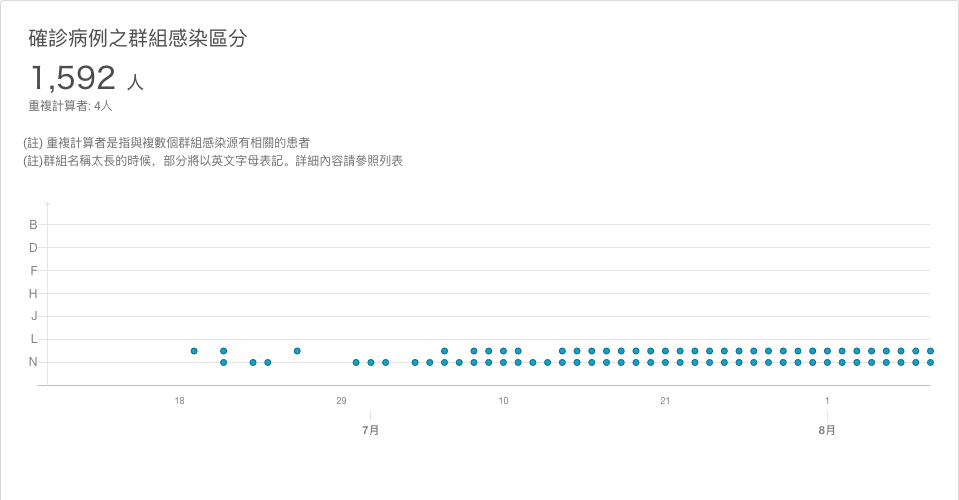 確診病例之群組感染區分
1,592 人
重複計算者: 4人
(註) 重複計算者是指與複數個群組感染源有相關的患者
(註)群組名稱太長的時候，部分將以英文字母表記。詳細內容請參照列表
B
D
F
H
J
L
N
18 29 10 21 1
7月 8月